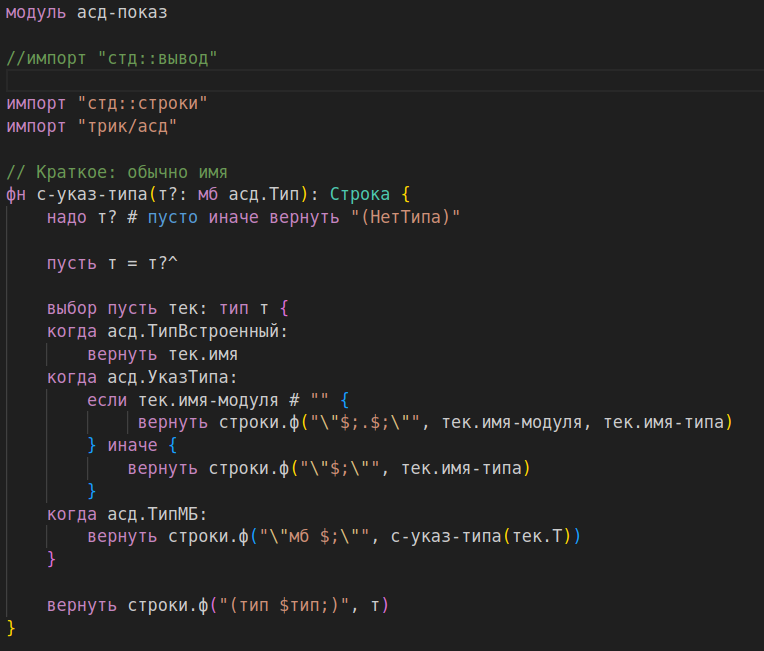 модуль асд-показ
//импорт "стд::вывод"
импорт "стд::строки"
импорт "трик/асд"
// Краткое: обычно имя
фн с-указ-типа(т?: мб асд.Тип): Строка {
надо т? # пусто иначе вернуть "(НетТипа)"
пусть т = т?^
выбор пусть тек: тип т {
когда асд.ТипВстроенный:
вернуть тек.имя
когда асд.УказТипа:
если тек.имя-модуля # "" {
вернуть строки.ф("\"$;.$;\"", тек.имя-модуля, тек.имя-типа)
} иначе {
вернуть строки.ф("\"$;\"", тек.имя-типа)
}
когда асд.ТипМБ:
вернуть строки.ф("\"мб $;\"", с-указ-типа(тек.Т))
}
вернуть строки.ф("(тип $тип;)", т)
}